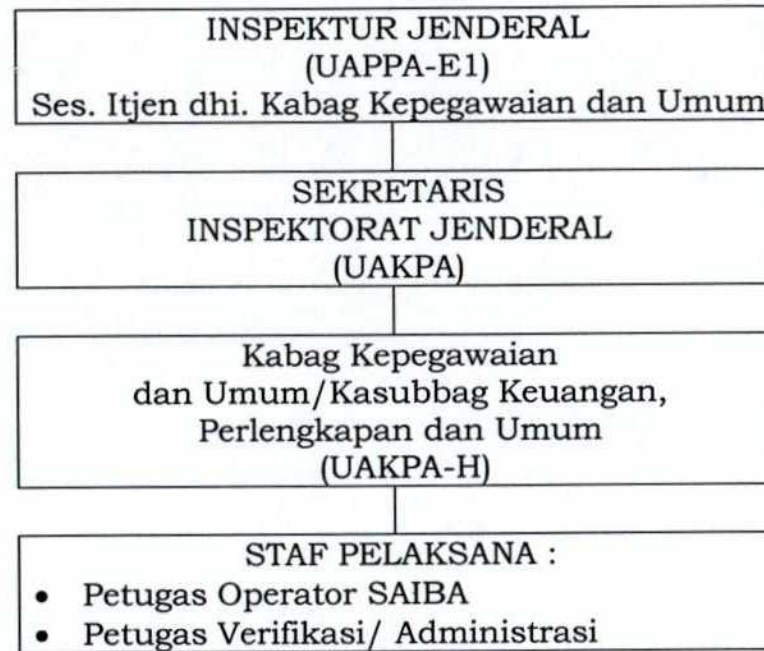 INSPEKTUR JENDERAL
(UAPPA-E1)
Ses. Itjen dhi. Kabag Kepegawaian dan Umum
SEKRETARIS
INSPEKTORAT JENDERAL
(UAKPA)
Kabag Kepegawaian
dan Umum/Kasubbag Keuangan,
Perlengkapan dan Umum
(UAKPA-H)
STAF PELAKSANA :
• Petugas Operator SAIBA
• Petugas Verifikasi/ Administrasi